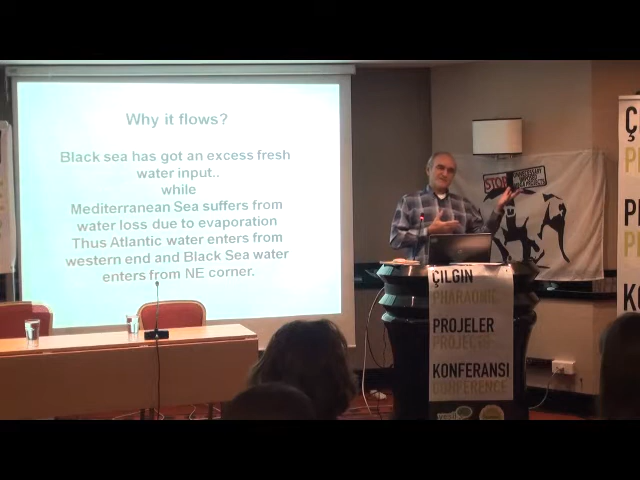 Why it flows?
Black sea has got an excess fresh
water input..
while
Mediterranean Sea suffers from
water loss due to evaporation
Thus Atlantic water enters from
western end and Black Sea water
enters from NE corner.
STOP
ÇILGIN
PHARAONIC
PROJELER
PROJECTS
KONFERANSI
CONFERENCE